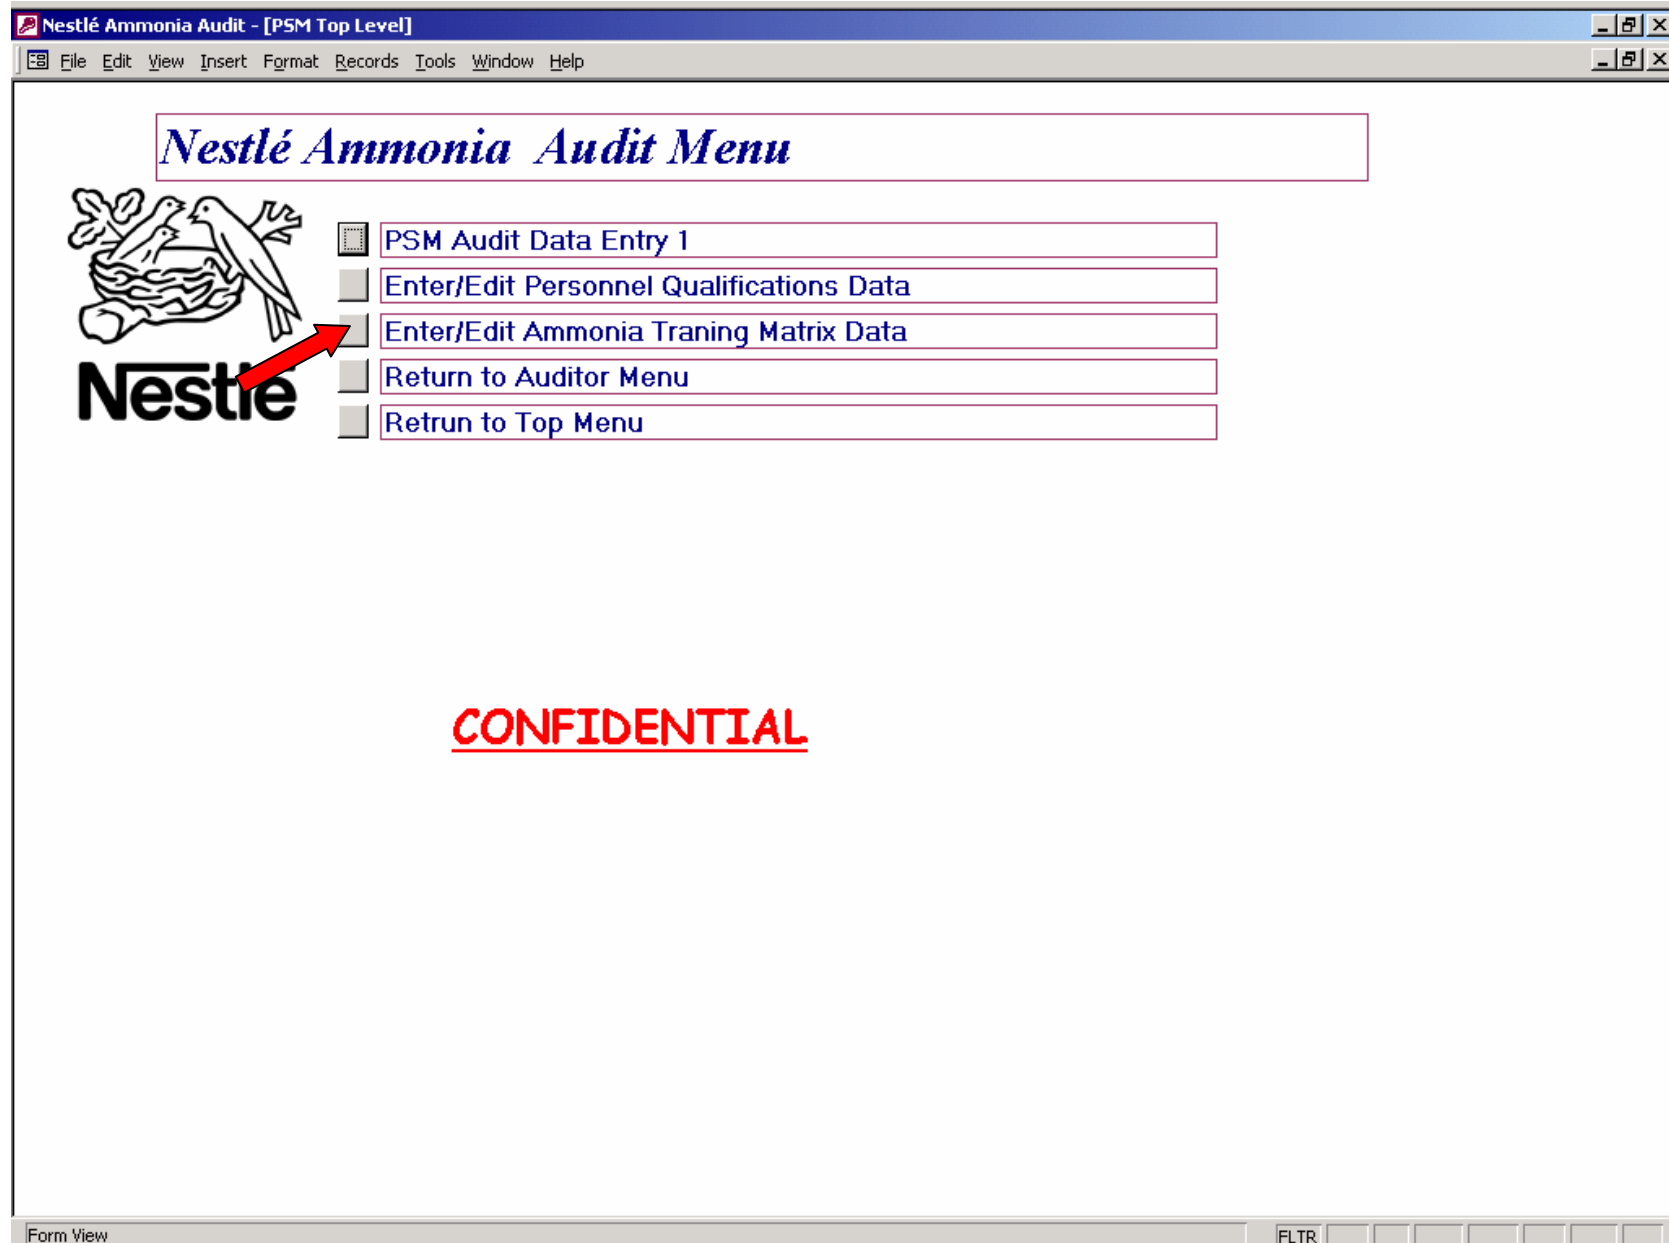 Nestlé Ammonia Audit - [PSM Top Level]
File Edit View Insert Format Records Tools Window Help
Nestlé Ammonia Audit Menu
PSM Audit Data Entry 1
Enter/Edit Personnel Qualifications Data
Enter/Edit Ammonia Traning Matrix Data
Nestlé
Return to Auditor Menu
Retrun to Top Menu
CONFIDENTIAL
Form View
FLTR